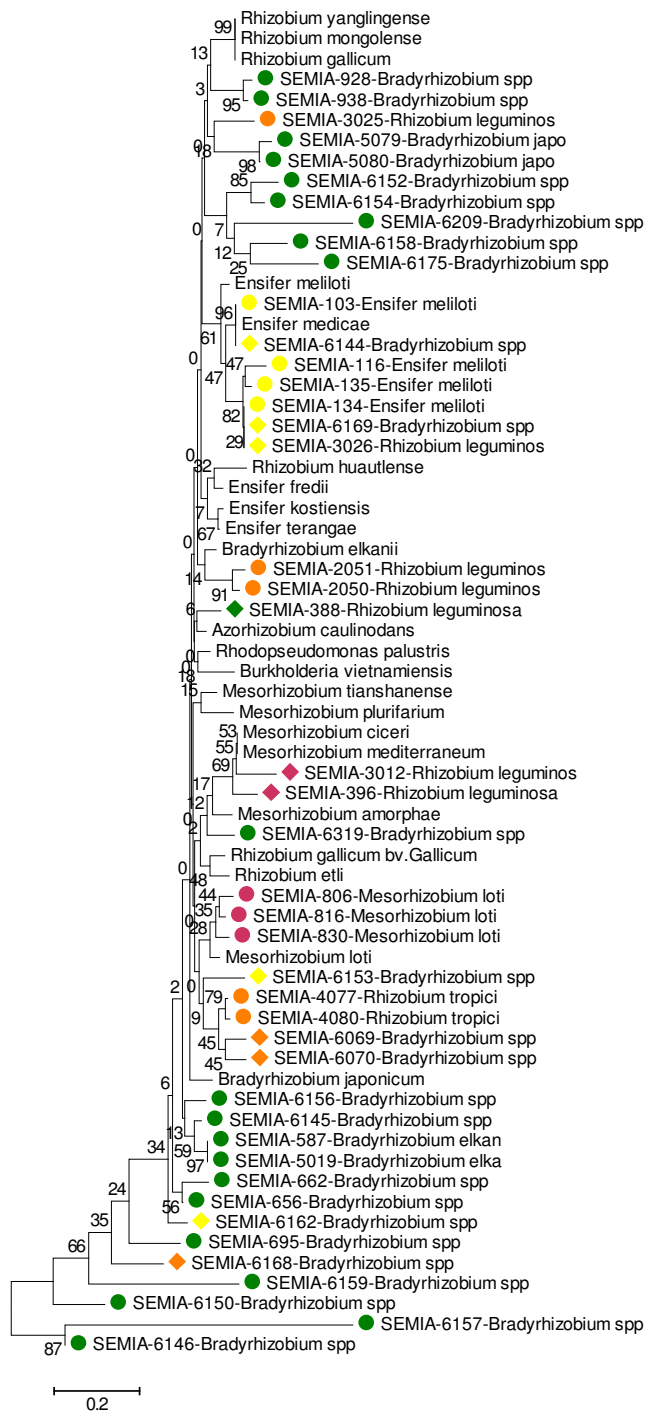 Rhizobium yanglingense
99
Rhizobium mongolense
13
Rhizobium gallicum
SEMIA-928-Bradyrhizobium spp
3
SEMIA-938-Bradyrhizobium spp
95
SEMIA-3025-Rhizobium leguminos
SEMIA-5079-Bradyrhizobium japo
0
18
SEMIA-5080-Bradyrhizobium japo
98
SEMIA-6152-Bradyrhizobium spp
85
SEMIA-6154-Bradyrhizobium spp
SEMIA-6209-Bradyrhizobium spp
0
7
SEMIA-6158-Bradyrhizobium spp
12
SEMIA-6175-Bradyrhizobium spp
25
Ensifer meliloti
SEMIA-103-Ensifer meliloti
96
Ensifer medicae
61
SEMIA-6144-Bradyrhizobium spp
0
47
SEMIA-116-Ensifer meliloti
47
SEMIA-135-Ensifer meliloti
SEMIA-134-Ensifer meliloti
82
SEMIA-6169-Bradyrhizobium spp
29
SEMIA-3026-Rhizobium leguminos
0
32
Rhizobium huautlense
Ensifer fredii
Ensifer kostiensis
7
Ensifer terangae
67
0
Bradyrhizobium elkanii
SEMIA-2051-Rhizobium leguminos
14
SEMIA-2050-Rhizobium leguminos
91
6
SEMIA-388-Rhizobium leguminosa
Azorhizobium caulinodans
Rhodopseudomonas palustris
0
0
Burkholderia vietnamiensis
18
15
Mesorhizobium tianshanense
Mesorhizobium plurifarium
53
Mesorhizobium ciceri
55
Mesorhizobium mediterraneum
69
SEMIA-3012-Rhizobium leguminos
17
SEMIA-396-Rhizobium leguminosa
12
Mesorhizobium amorphae
0
2
SEMIA-6319-Bradyrhizobium spp
Rhizobium gallicum bv.Gallicum
0
Rhizobium etli
48
44
SEMIA-806-Mesorhizobium loti
35
SEMIA-816-Mesorhizobium loti
0
28
SEMIA-830-Mesorhizobium loti
Mesorhizobium loti
SEMIA-6153-Bradyrhizobium spp
2
0
79
SEMIA-4077-Rhizobium tropici
9
SEMIA-4080-Rhizobium tropici
45
SEMIA-6069-Bradyrhizobium spp
45
SEMIA-6070-Bradyrhizobium spp
6
Bradyrhizobium japonicum
SEMIA-6156-Bradyrhizobium spp
SEMIA-6145-Bradyrhizobium spp
13
SEMIA-587-Bradyrhizobium elkan
34
59
SEMIA-5019-Bradyrhizobium elka
97
SEMIA-662-Bradyrhizobium spp
24
SEMIA-656-Bradyrhizobium spp
56
SEMIA-6162-Bradyrhizobium spp
35
SEMIA-695-Bradyrhizobium spp
66
SEMIA-6168-Bradyrhizobium spp
SEMIA-6159-Bradyrhizobium spp
SEMIA-6150-Bradyrhizobium spp
SEMIA-6157-Bradyrhizobium spp
87
SEMIA-6146-Bradyrhizobium spp
0.2